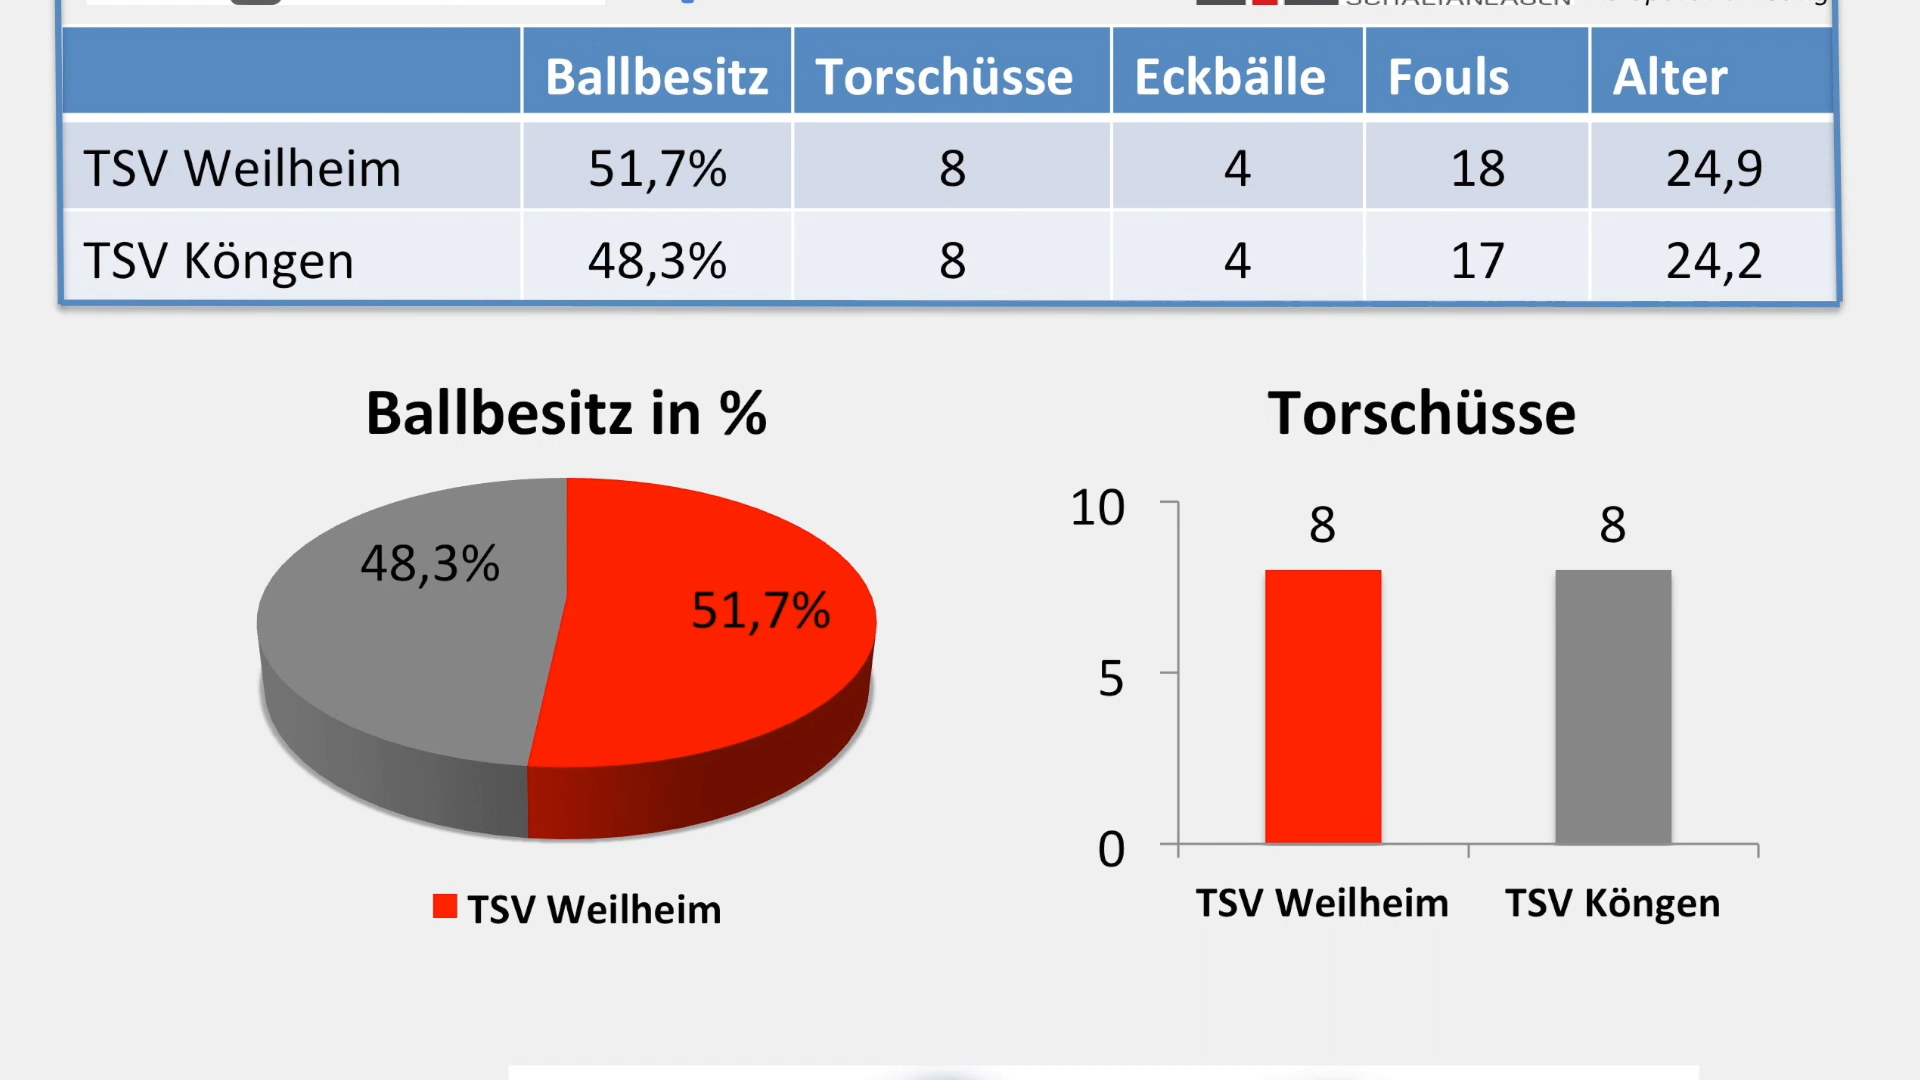 Ballbesitz Torschüsse Eckbälle Fouls Alter
TSV Weilheim 51,7% 8 4 18 24,9
TSV Köngen 48,3% 8 4 17 24,2
Ballbesitz in %
48,3%
51,7%
TSV Weilheim
Torschüsse
10
5
0
8
8
TSV Weilheim
TSV Köngen